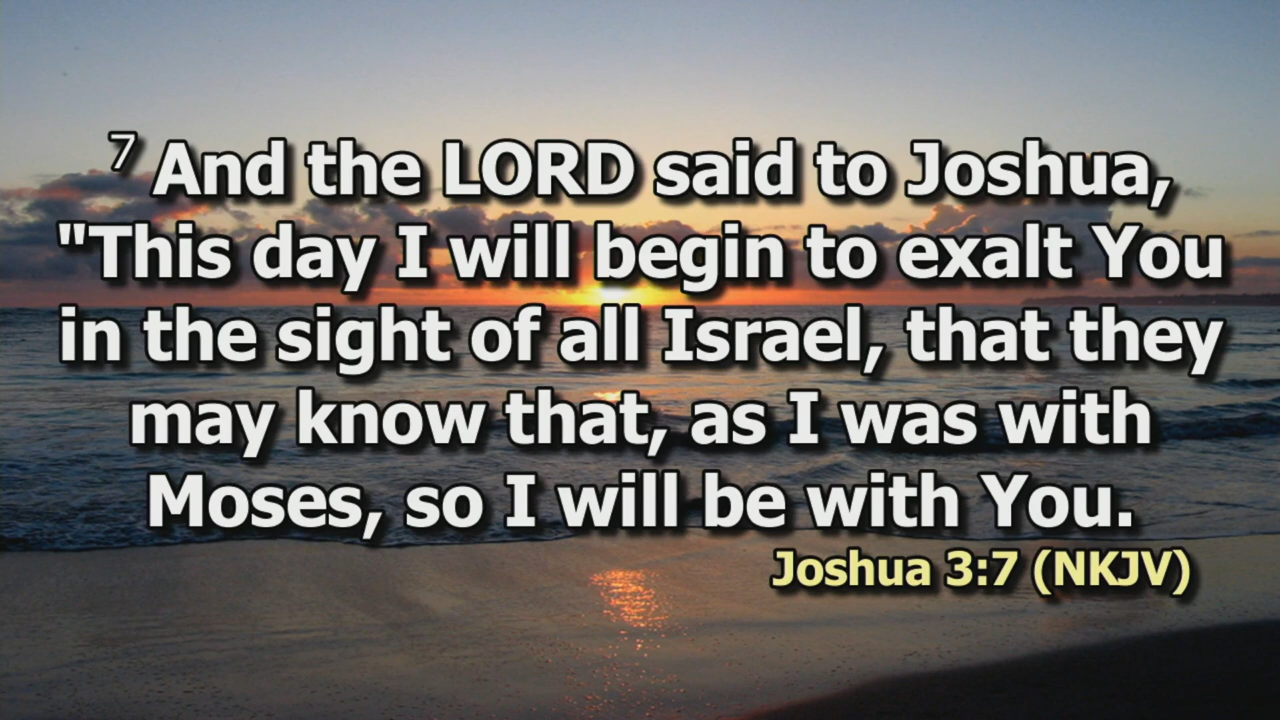 7 And the LORD said to Joshua,
"This day I will begin to exalt You
in the sight of all Israel, that they
may know that, as I was with
Moses, so I will be with You.
Joshua 3:7 (NKJV)